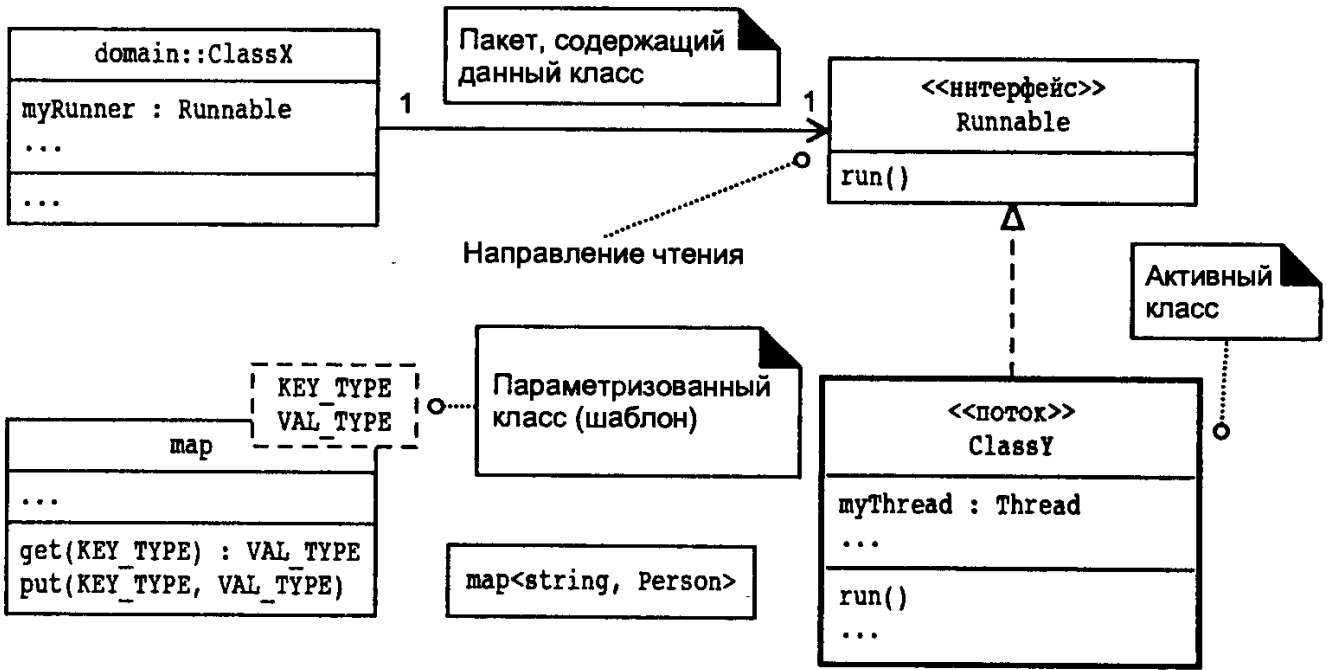 domain::ClassX
myRunner : Runnable
...
...
Пакет, содержащий
данный класс
1
1
<<ннтерфейс>>
Runnable
run()
Направление чтения
Активный
класс
KEY_TYPE
VAL_TYPE
map
...
get(KEY_TYPE) : VAL_TYPE
put(KEY_TYPE, VAL_TYPE)
Параметризованный
класс (шаблон)
map<string, Person>
<<поток>>
ClassY
myThread : Thread
...
run()
...